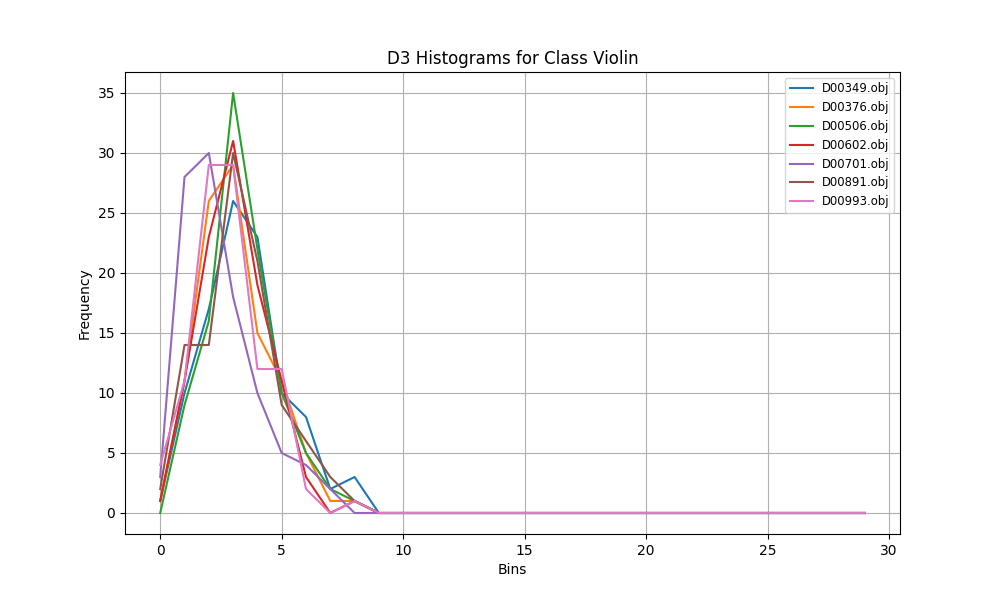 D3 Histograms for Class Violin
D00349.obj
D00376.obj
D00506.obj
D00602.obj
D00701.obj
D00891.obj
D00993.obj
Frequency
35
30
25
20
15
10
5
0
0 5 10 15 20 25 30
Bins